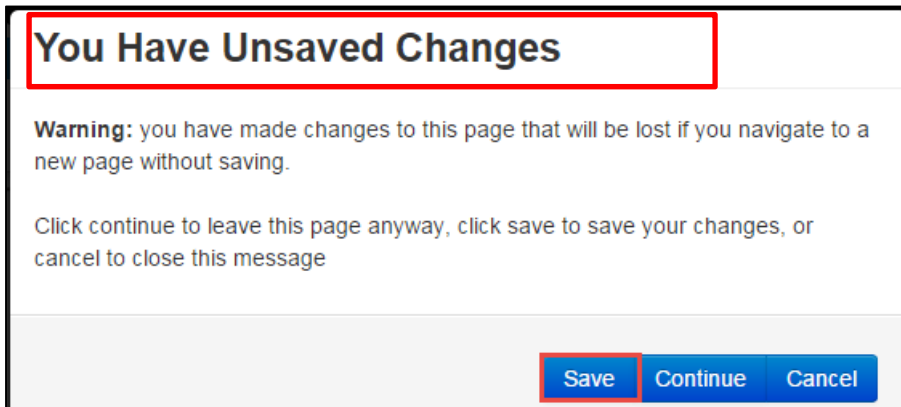 You Have Unsaved Changes
Warning: you have made changes to this page that will be lost if you navigate to a
new page without saving.
Click continue to leave this page anyway, click save to save your changes, or
cancel to close this message
Save Continue Cancel